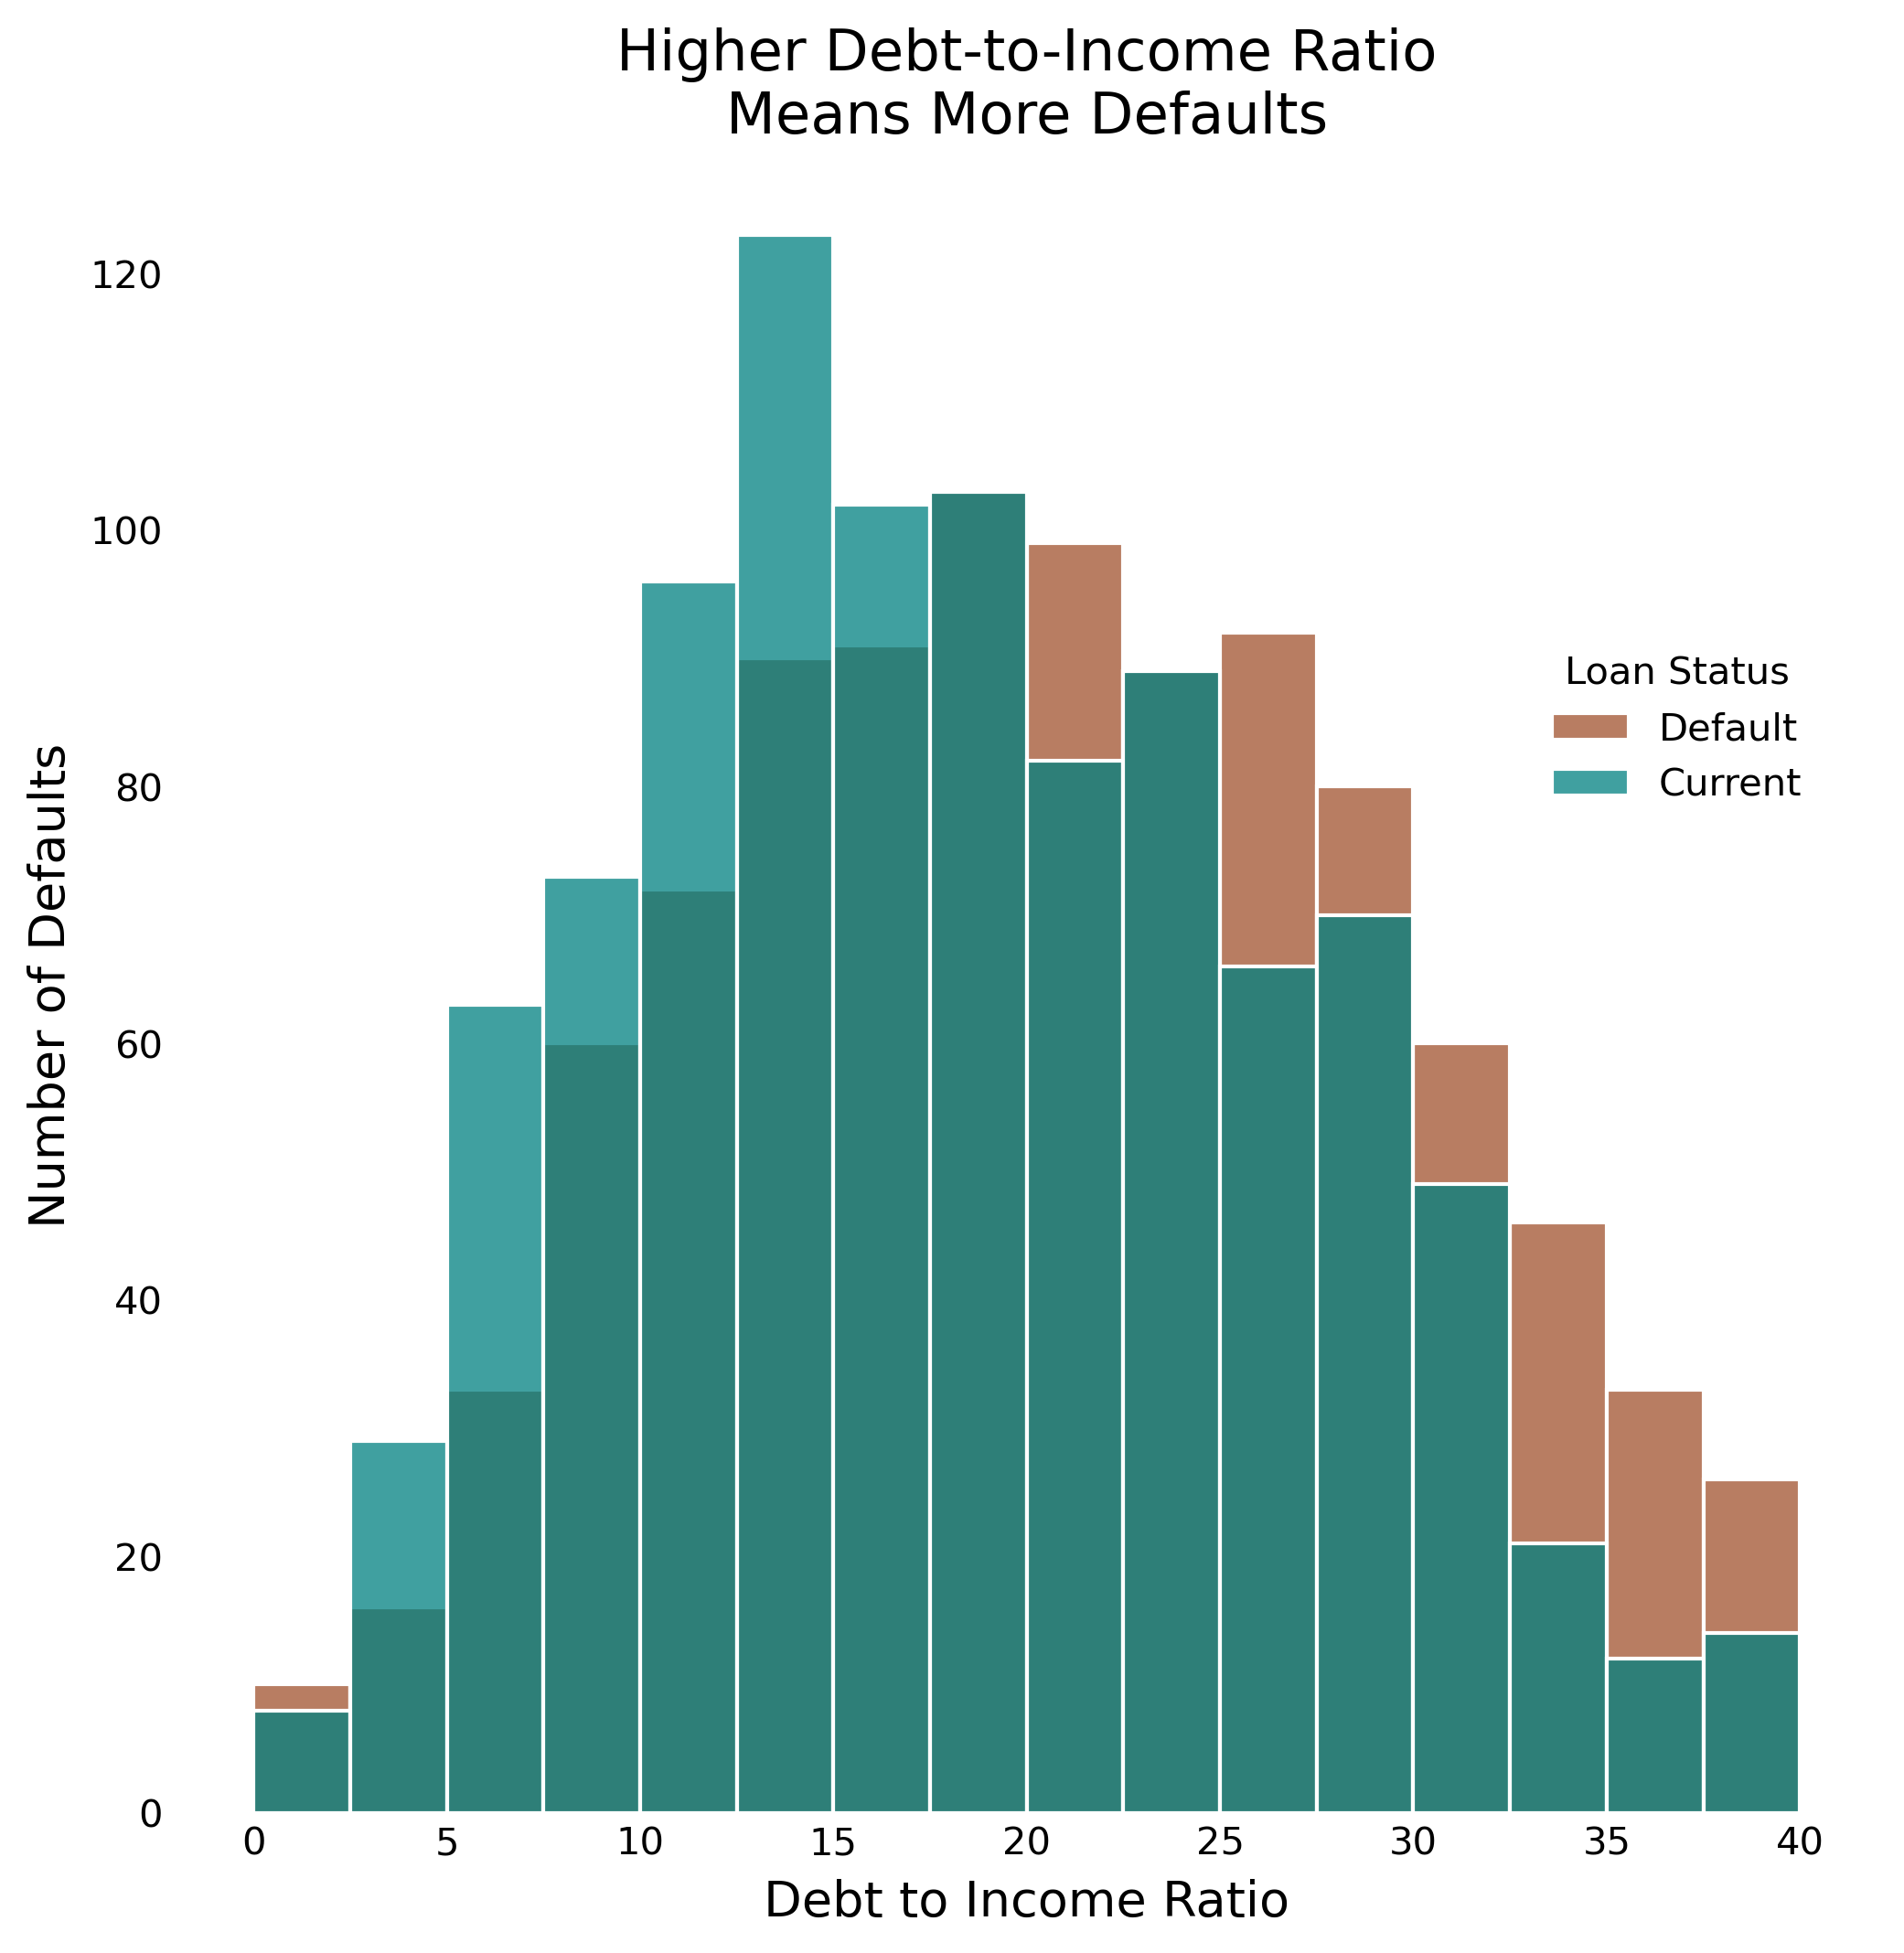 Higher Debt-to-Income Ratio
Means More Defaults
120
100
80
60
40
20
0
Number of Defaults
Loan Status
Default
Current
0 5 10 15 20 25 30 35 40
Debt to Income Ratio